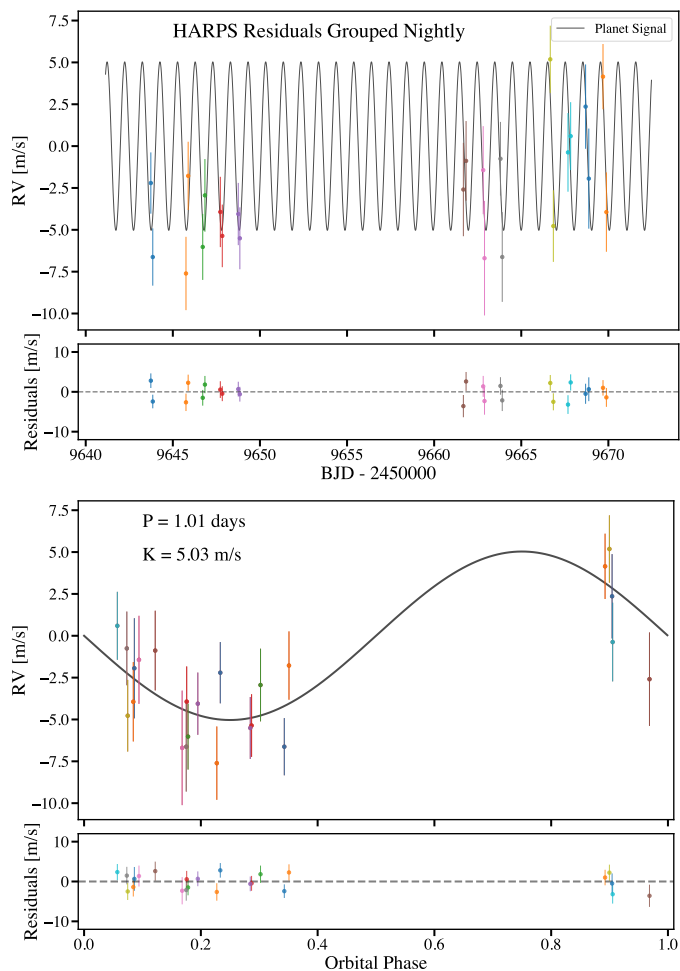 HARPS Residuals Grouped Nightly
Planet Signal
7.5
5.0
2.5
0.0
−2.5
−5.0
−7.5
−10.0
RV [m/s]
10
0
−10
Residuals [m/s]
9640 9645 9650 9655 9660 9665 9670
BJD - 2450000
P = 1.01 days
K = 5.03 m/s
7.5
5.0
2.5
0.0
−2.5
−5.0
−7.5
−10.0
RV [m/s]
10
0
−10
Residuals [m/s]
0.0 0.2 0.4 0.6 0.8 1.0
Orbital Phase